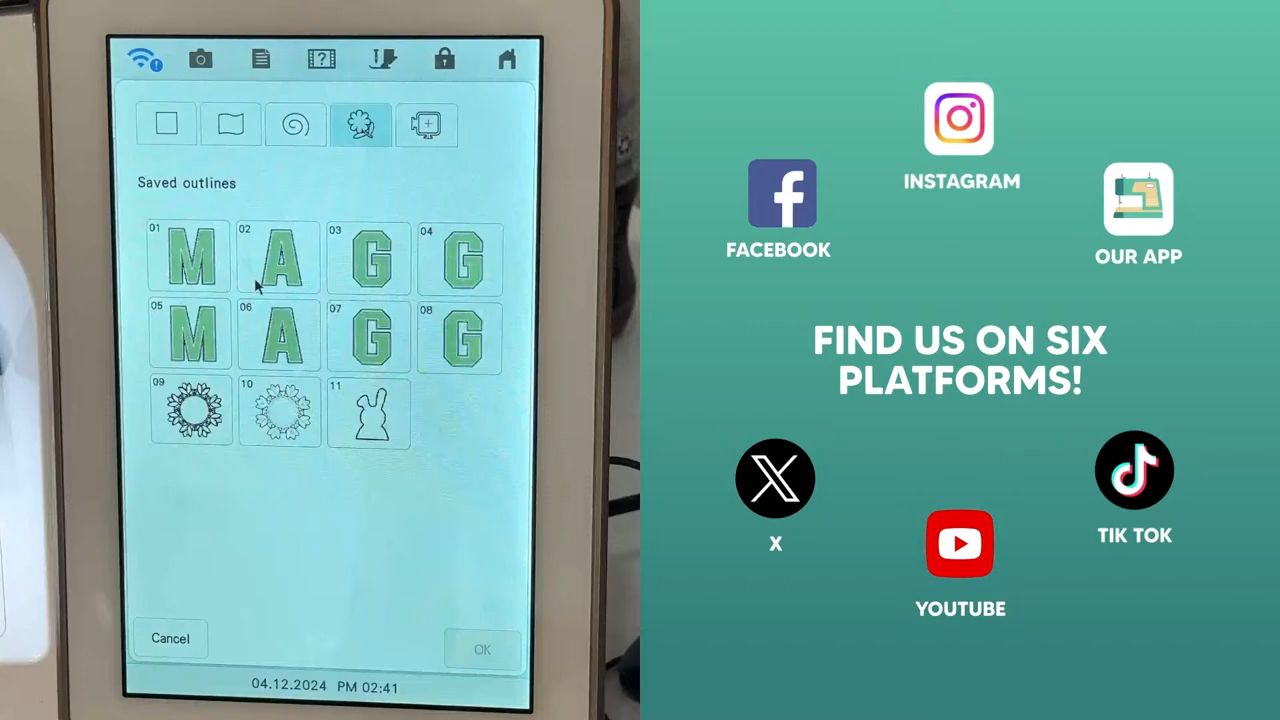 Saved outlines
01 M
02 A
03 G
04 G
05 M
06 A
07 G
08 G
09
10
11
Cancel
OK
04.12.2024 PM 02:41
INSTAGRAM
FACEBOOK
OUR APP
FIND US ON SIX
PLATFORMS!
X
TIK TOK
YOUTUBE